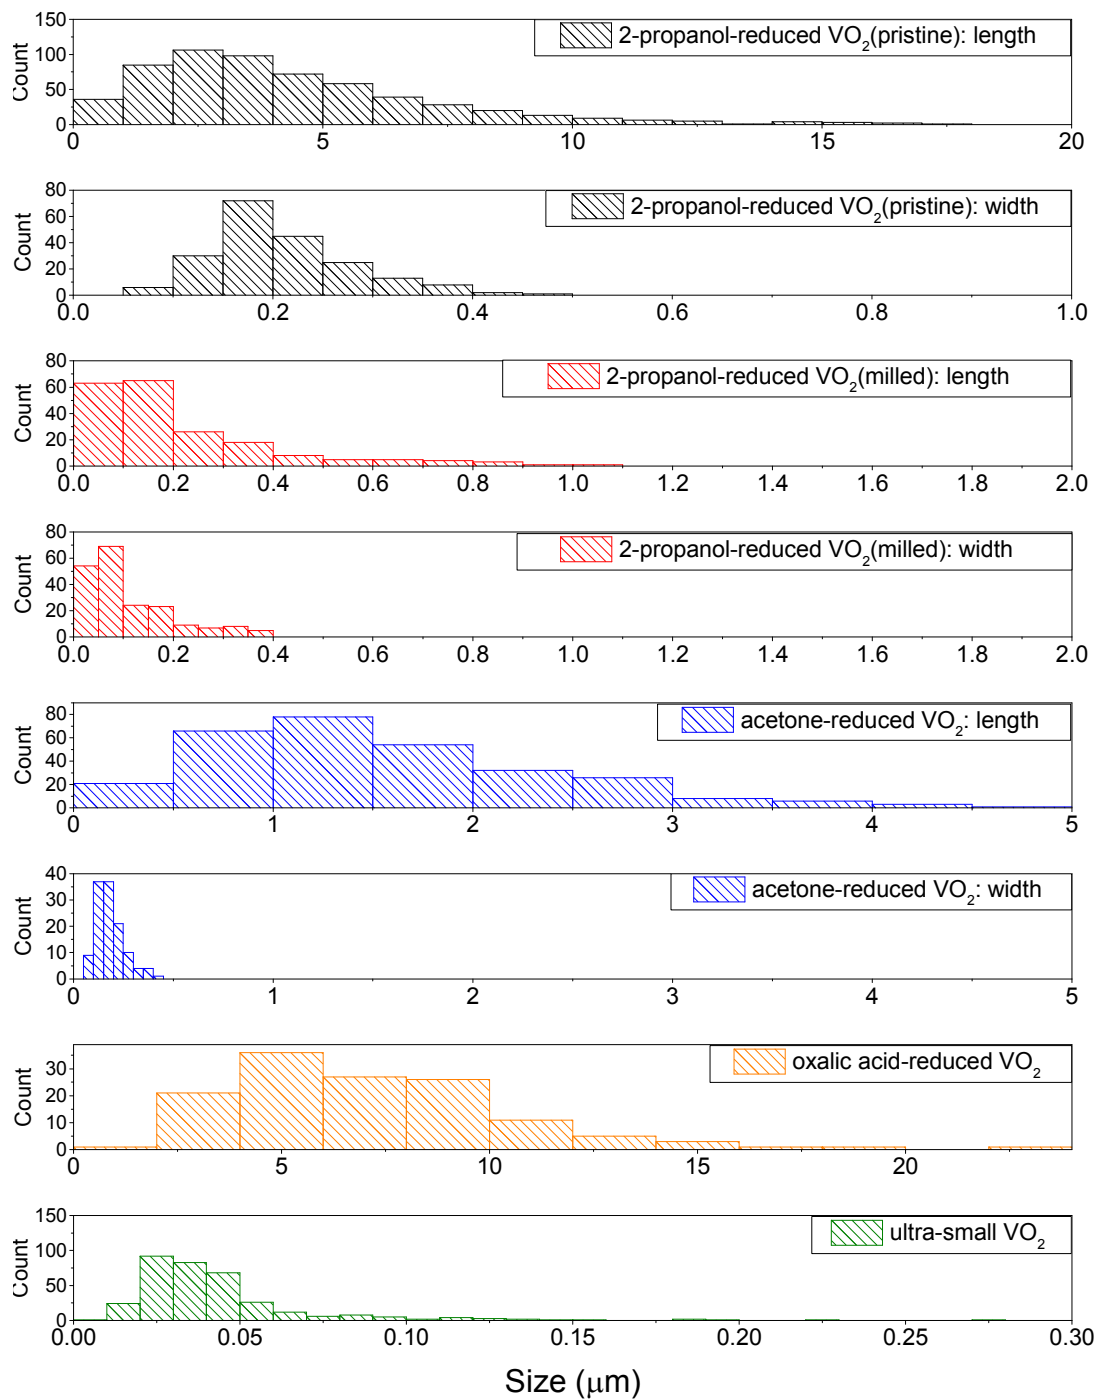 150
100
50
0
Count
2-propanol-reduced VO₂(pristine): length
0 5 10 15 20
80
60
40
20
0
Count
2-propanol-reduced VO₂(pristine): width
0.0 0.2 0.4 0.6 0.8 1.0
80
60
40
20
0
Count
2-propanol-reduced VO₂(milled): length
0.0 0.2 0.4 0.6 0.8 1.0 1.2 1.4 1.6 1.8 2.0
80
60
40
20
0
Count
2-propanol-reduced VO₂(milled): width
0.0 0.2 0.4 0.6 0.8 1.0 1.2 1.4 1.6 1.8 2.0
80
60
40
20
0
Count
acetone-reduced VO₂: length
0 1 2 3 4 5
40
30
20
10
0
Count
acetone-reduced VO₂: width
0 1 2 3 4 5
30
20
10
0
Count
oxalic acid-reduced VO₂
0 5 10 15 20
150
100
50
0
Count
ultra-small VO₂
0.00 0.05 0.10 0.15 0.20 0.25 0.30
Size (μm)